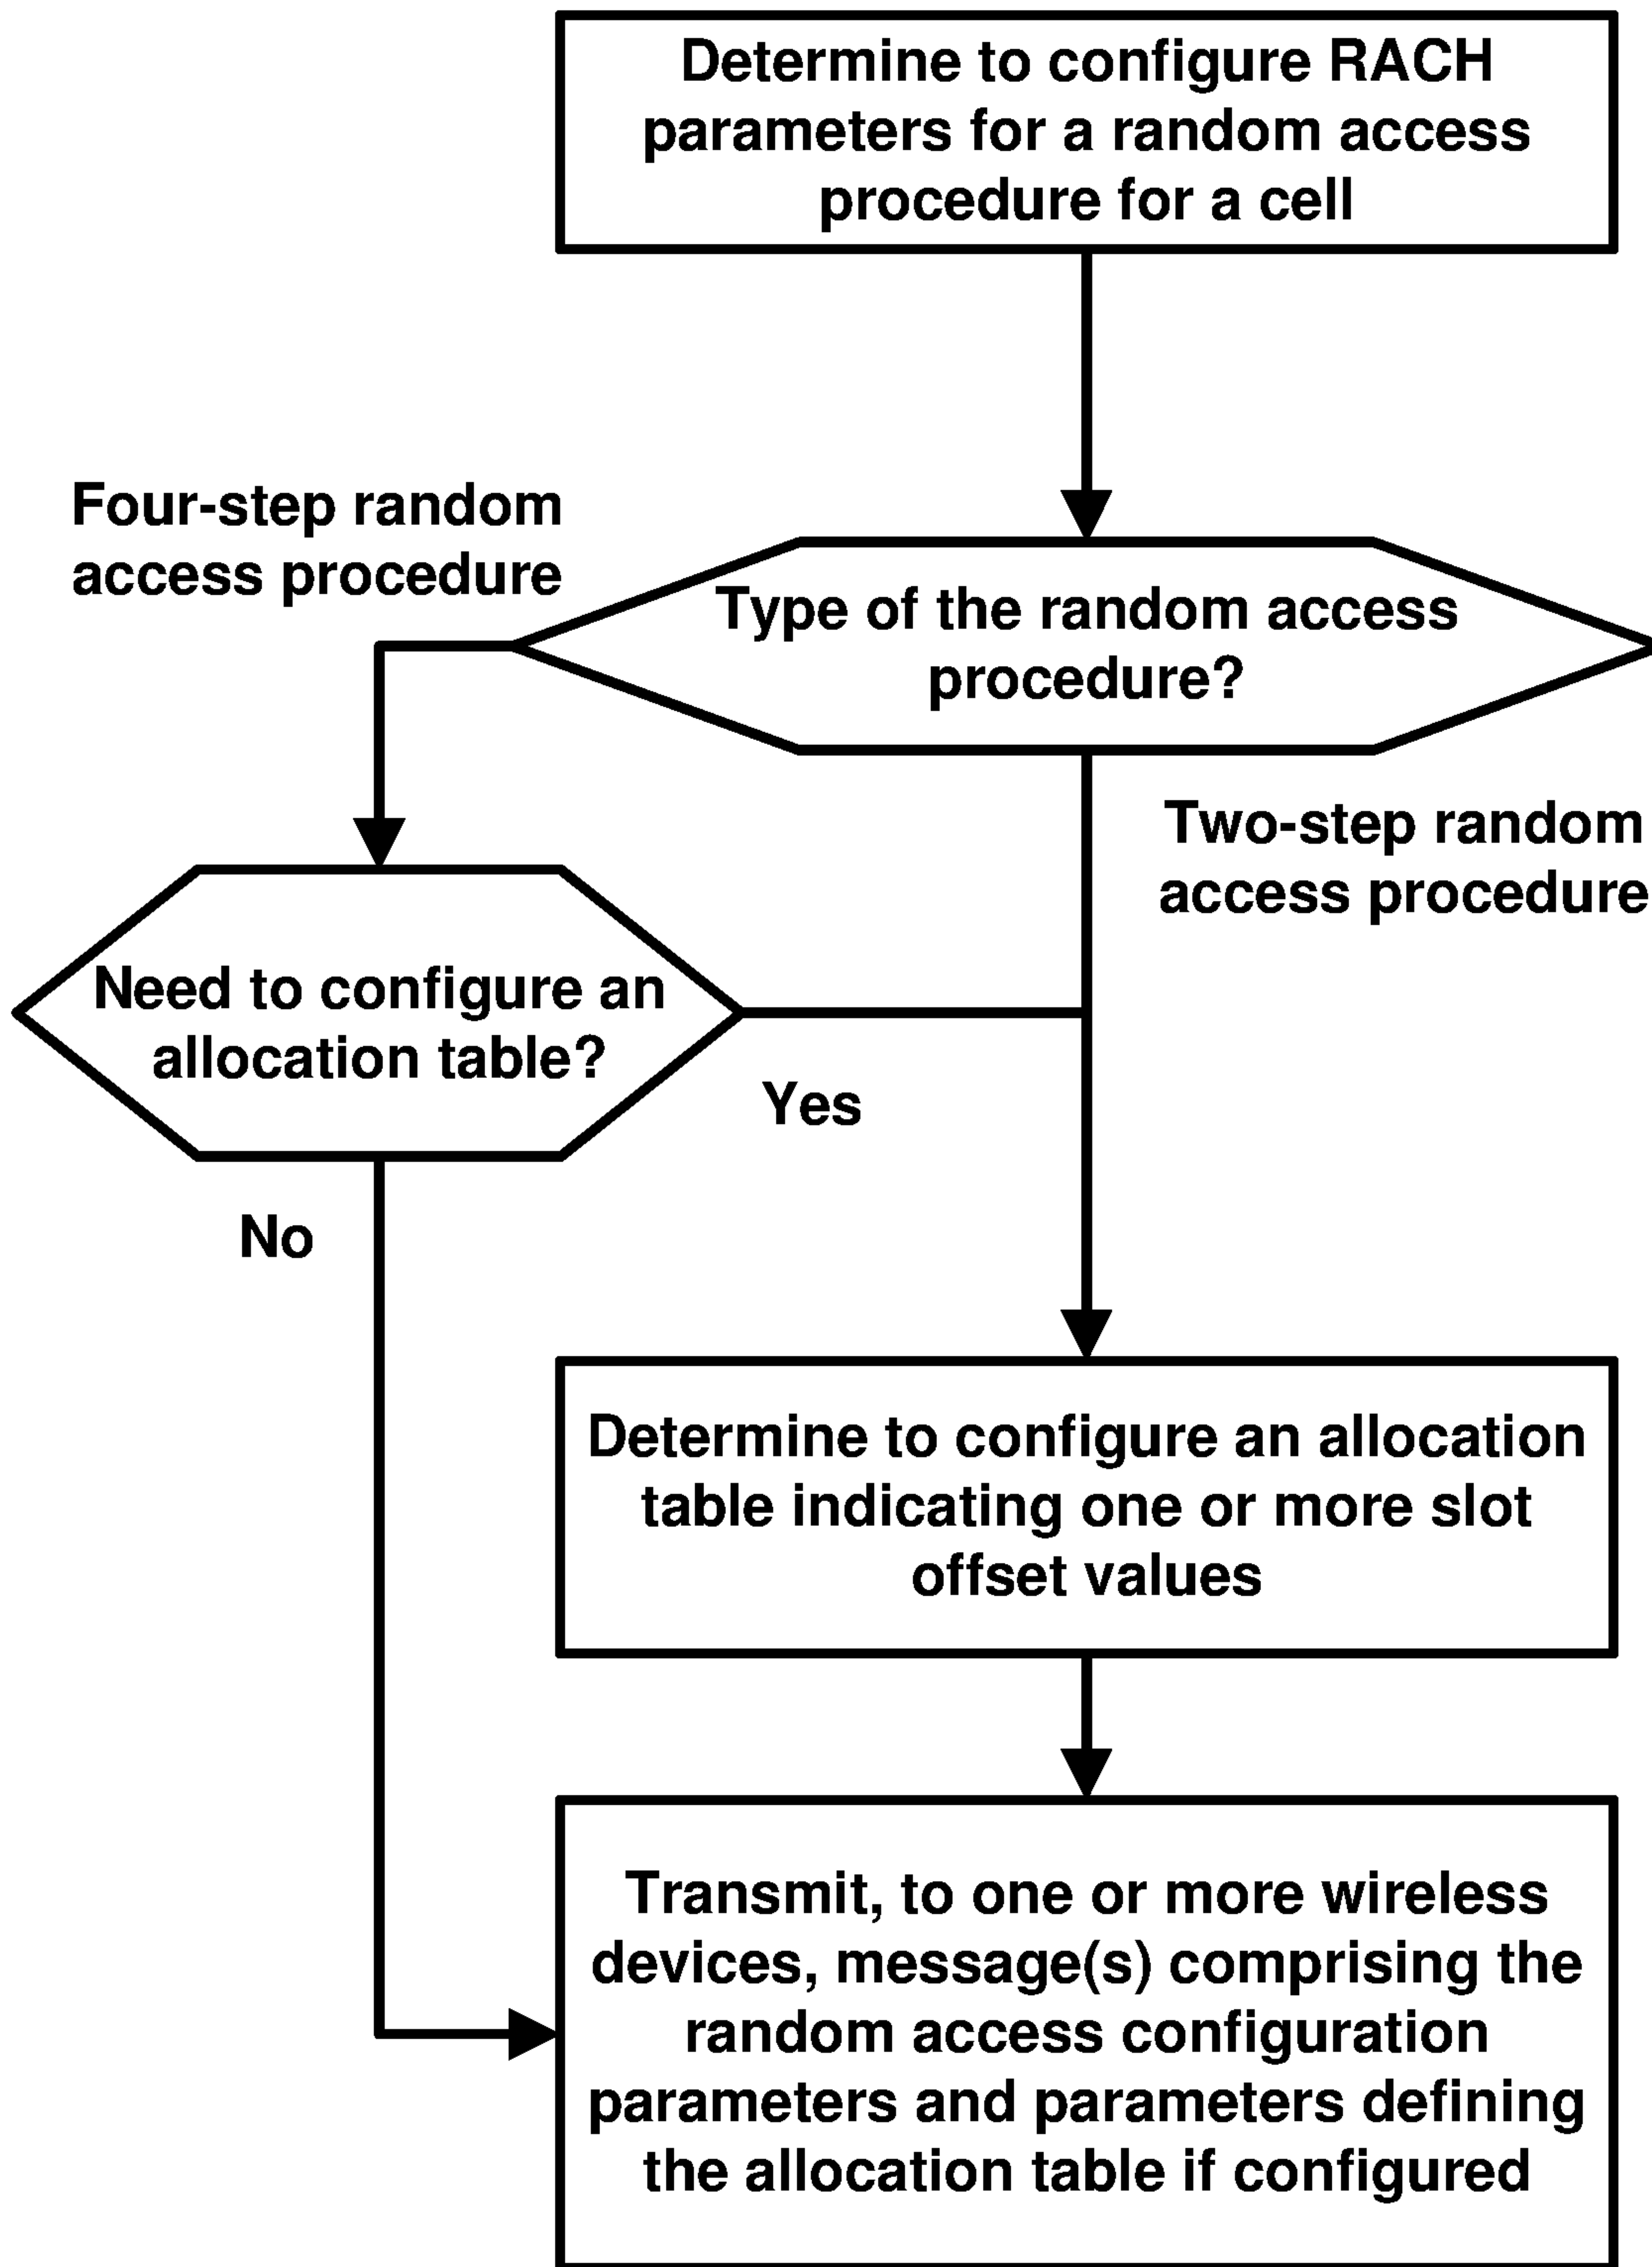 Determine to configure RACH
parameters for a random access
procedure for a cell
Four-step random
access procedure
Type of the random access
procedure?
Two-step random
access procedure
Need to configure an
allocation table?
Yes
No
Determine to configure an allocation
table indicating one or more slot
offset values
Transmit, to one or more wireless
devices, message(s) comprising the
random access configuration
parameters and parameters defining
the allocation table if configured